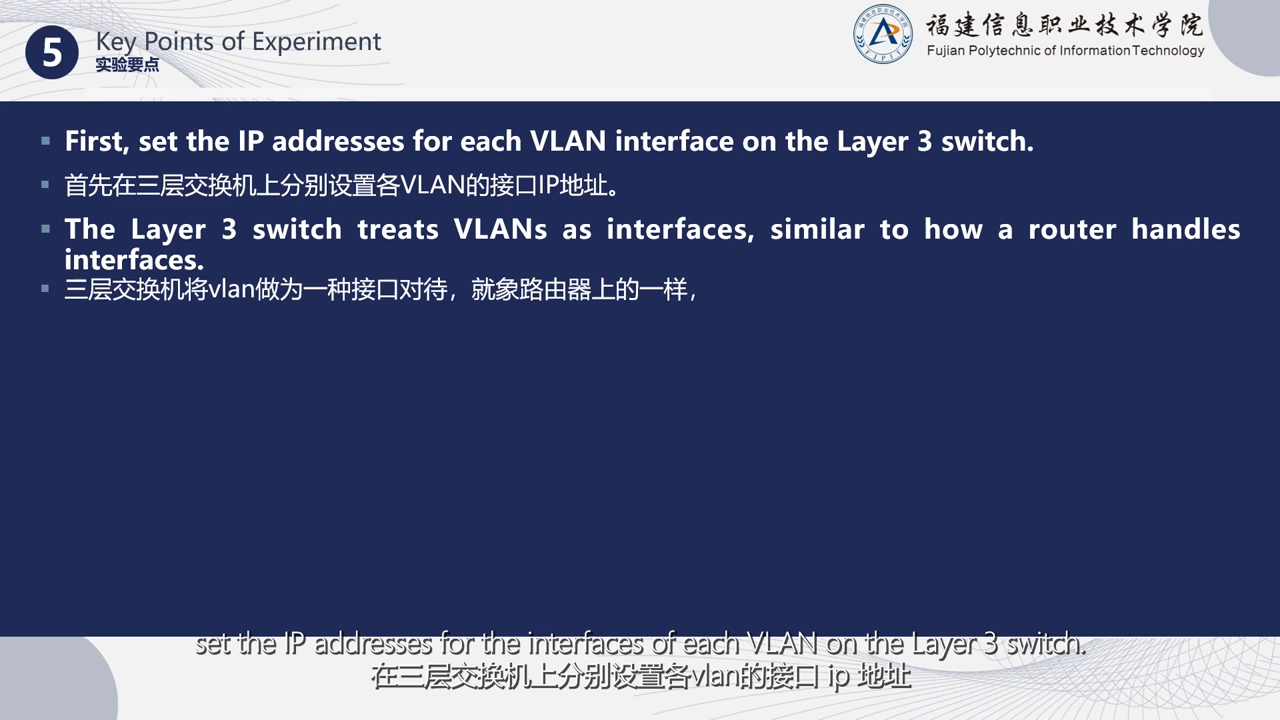 5
Key Points of Experiment
实验要点
福建信息职业技术学院
Fujian Polytechnic of Information Technology
First, set the IP addresses for each VLAN interface on the Layer 3 switch.
首先在三层交换机上分别设置各VLAN的接口IP地址。
The Layer 3 switch treats VLANs as interfaces, similar to how a router handles
interfaces.
三层交换机将vlan做为一种接口对待，就象路由器上的一样，
set the IP addresses for the interfaces of each VLAN on the Layer 3 switch.
在三层交换机上分别设置各vlan的接口 ip 地址